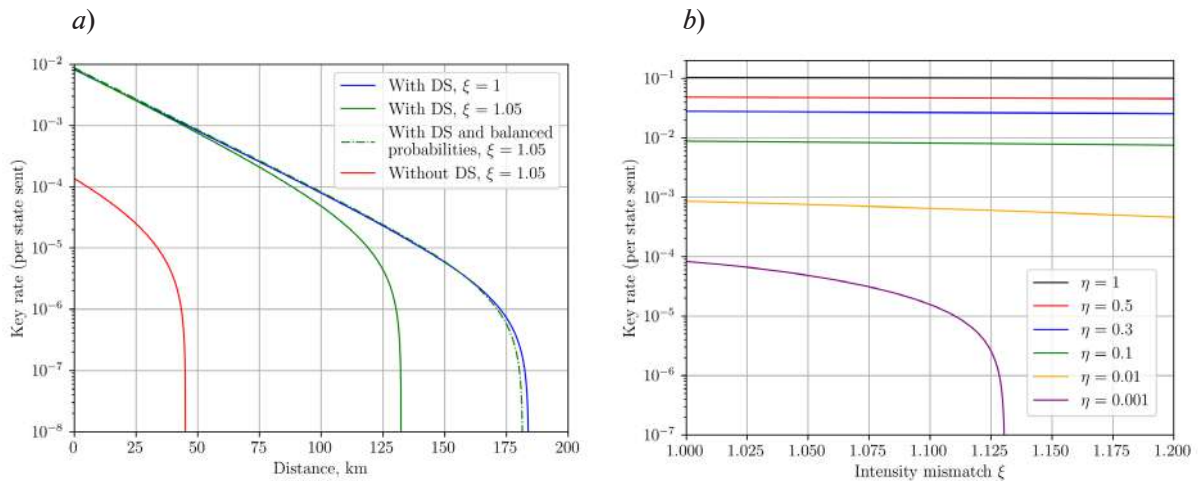 a)
b)
10⁻²
10⁻³
10⁻⁴
10⁻⁵
10⁻⁶
10⁻⁷
10⁻⁸
Key rate (per state sent)
With DS, ξ = 1
With DS, ξ = 1.05
With DS and balanced
probabilities, ξ = 1.05
Without DS, ξ = 1.05
0 25 50 75 100 125 150 175 200
Distance, km
10⁻¹
10⁻²
10⁻³
10⁻⁴
10⁻⁵
10⁻⁶
10⁻⁷
Key rate (per state sent)
η = 1
η = 0.5
η = 0.3
η = 0.1
η = 0.01
η = 0.001
1.000 1.025 1.050 1.075 1.100 1.125 1.150 1.175 1.200
Intensity mismatch ξ